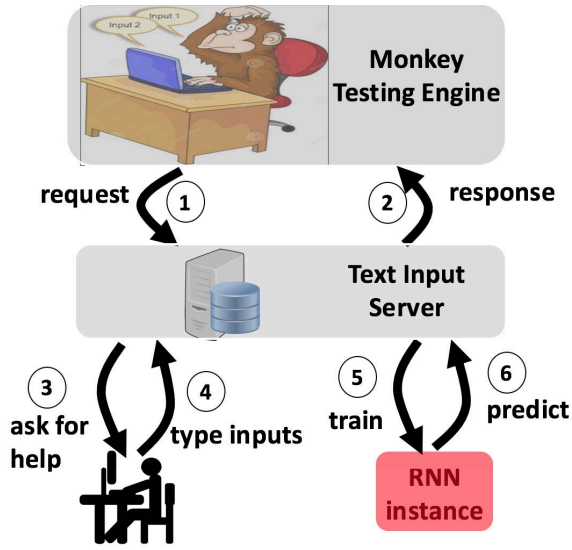 Input 2
Input 1
Monkey
Testing Engine
request
1
2
response
Text Input
Server
3
ask for
help
4
type inputs
5
train
6
predict
RNN
instance